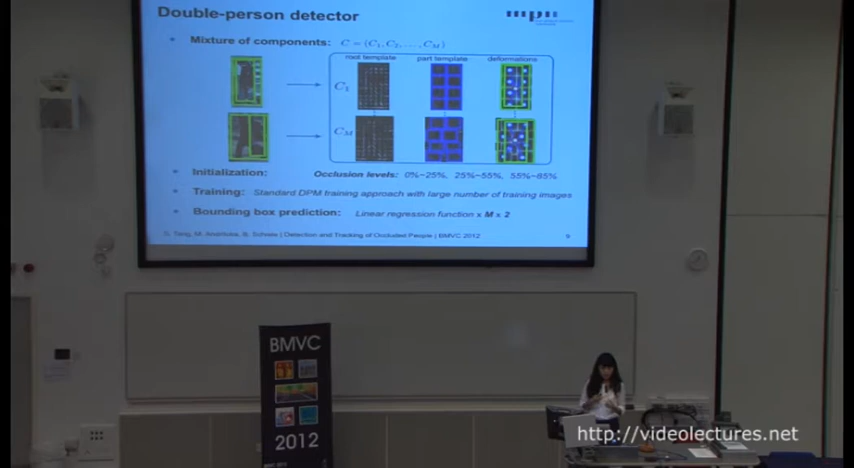 Double-person detector
mpii
Mixture of components: C = (C₁, C₂, . . . , C_M)
root template part template deformations
C₁
C_M
Initialization: Occlusion levels: 0%~25%, 25%~55%, 55%~85%
Training: Standard DPM training approach with large number of training images
Bounding box prediction: Linear regression function x M x 2
S. Tang, M. Andriluka, B. Schiele | Detection and Tracking of Occluded People | BMVC 2012
BMVC
2012
http://videolectures.net